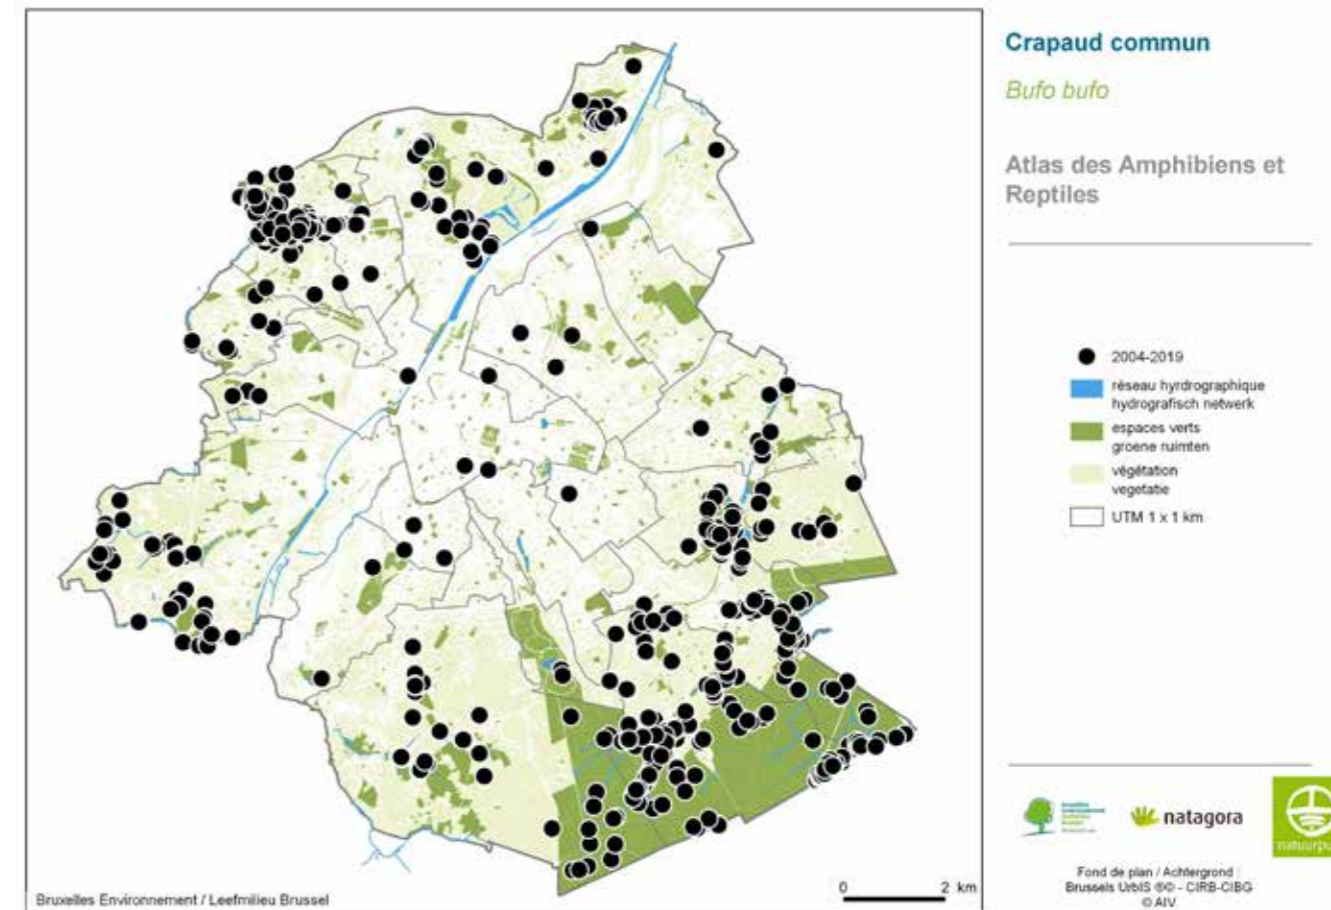 Crapaud commun
Bufo bufo
Atlas des Amphibiens et
Reptiles
2004-2019
réseau hyrdrographique
hydrografisch netwerk
espaces verts
groene ruimten
végétation
vegetatie
UTM 1 x 1 km
natagora
Fond de plan / Achtergrond :
Brussels UrbIS ®© - CIRB-CIBG
© AIV
0 2 km
Bruxelles Environnement / Leefmilieu Brussel